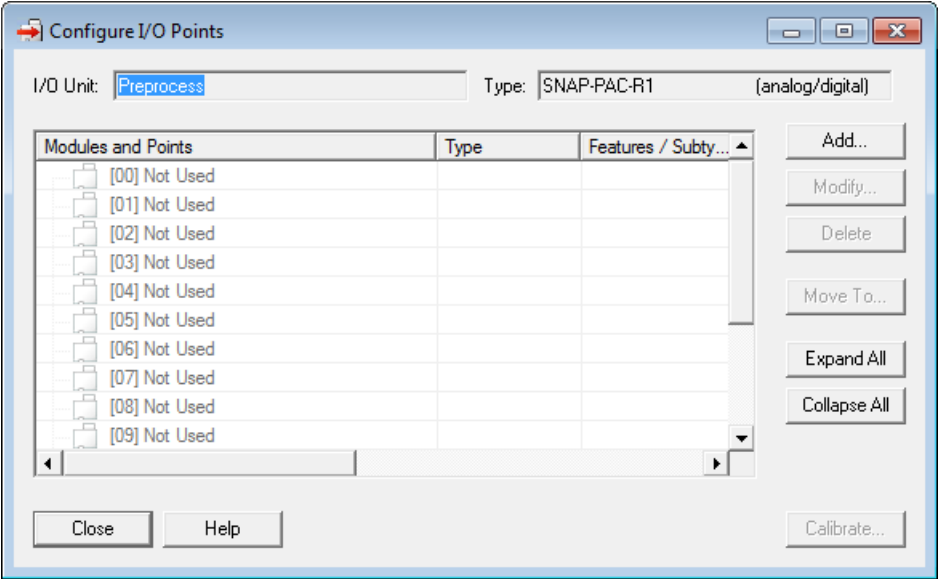 Configure I/O Points
I/O Unit: Preprocess Type: SNAP-PAC-R1 (analog/digital)
Modules and Points Type Features / Subty... Add...
[00] Not Used
[01] Not Used Modify...
[02] Not Used Delete
[03] Not Used
[04] Not Used Move To...
[05] Not Used
[06] Not Used Expand All
[07] Not Used
[08] Not Used Collapse All
[09] Not Used
Close Help Calibrate...